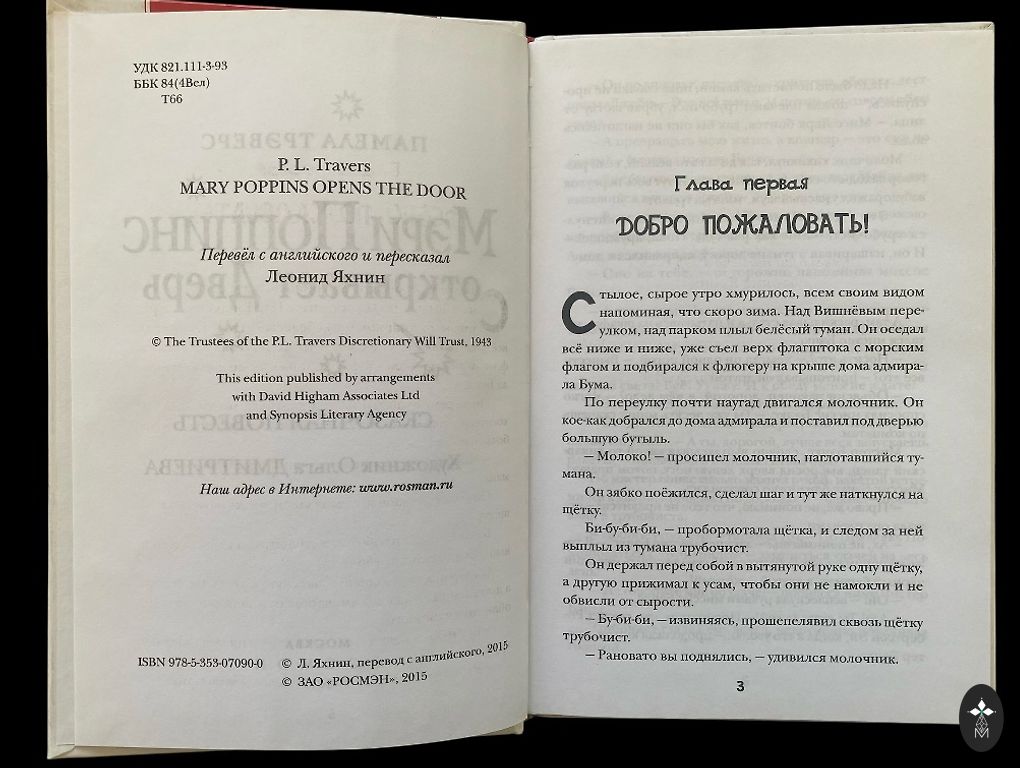 УДК 821.111-3-93
ББК 84(4Вел)
Т66
P. L. Travers
MARY POPPINS OPENS THE DOOR
Перевёл с английского и пересказал
Леонид Яхнин
© The Trustees of the P.L. Travers Discretionary Will Trust, 1943
This edition published by arrangements
with David Higham Associates Ltd
and Synopsis Literary Agency
Наш адрес в Интернете: www.rosman.ru
ISBN 978-5-353-07090-0
© Л. Яхнин, перевод с английского, 2015
© ЗАО «РОСМЭН», 2015
Глава первая
ДОБРО ПОЖАЛОВАТЬ!
Стылое, сырое утро хмурилось, всем своим видом
напоминая, что скоро зима. Над Вишнёвым пере-
улком, над парком плыл белёсый туман. Он оседал
всё ниже и ниже, уже съел верх флагштока с морским
флагом и подбирался к флюгеру на крыше дома адмира-
ла Бума.
По переулку почти наугад двигался молочник. Он
кое-как добрался до дома адмирала и поставил под дверью
большую бутыль.
— Молоко! — просипел молочник, наглотавшийся ту-
мана.
Он зябко поёжился, сделал шаг и тут же наткнулся на
щётку.
Би-бу-би-би, — пробормотала щётка, и следом за ней
выплыл из тумана трубочист.
Он держал перед собой в вытянутой руке одну щётку,
а другую прижимал к усам, чтобы они не намокли и не
обвисли от сырости.
— Бу-би-би, — извиняясь, прошепелявил сквозь щётку
трубочист.
— Рановато вы поднялись, — удивился молочник.
3